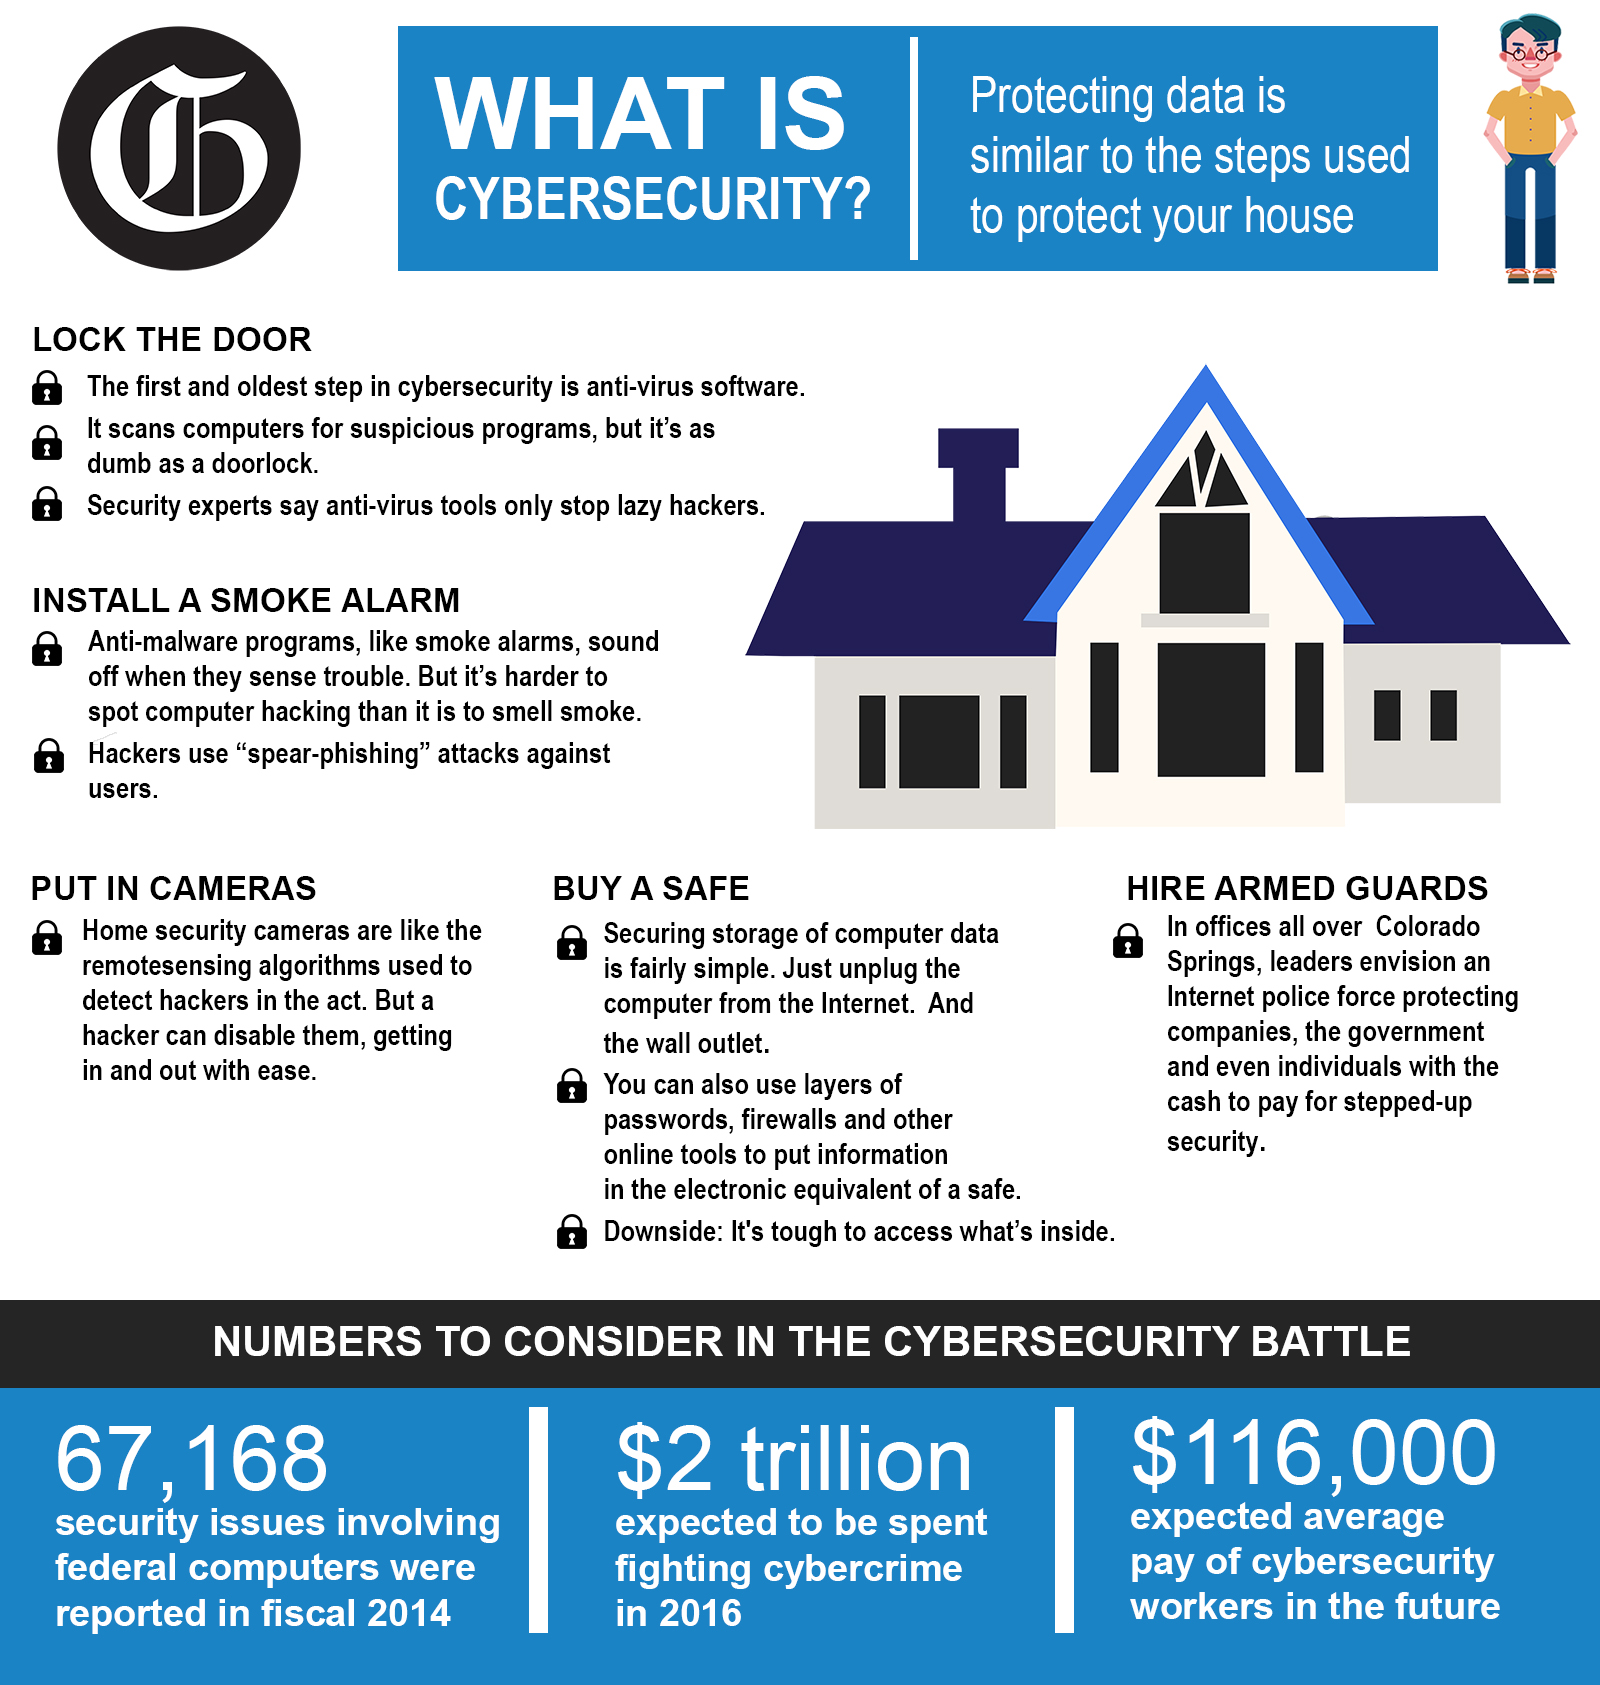 G
WHAT IS
CYBERSECURITY?
Protecting data is
similar to the steps used
to protect your house
LOCK THE DOOR
The first and oldest step in cybersecurity is anti-virus software.
It scans computers for suspicious programs, but it’s as
dumb as a doorlock.
Security experts say anti-virus tools only stop lazy hackers.
INSTALL A SMOKE ALARM
Anti-malware programs, like smoke alarms, sound
off when they sense trouble. But it’s harder to
spot computer hacking than it is to smell smoke.
Hackers use “spear-phishing” attacks against
users.
PUT IN CAMERAS
Home security cameras are like the
remotesensing algorithms used to
detect hackers in the act. But a
hacker can disable them, getting
in and out with ease.
BUY A SAFE
Securing storage of computer data
is fairly simple. Just unplug the
computer from the Internet.  And
the wall outlet.
You can also use layers of
passwords, firewalls and other
online tools to put information
in the electronic equivalent of a safe.
Downside: It's tough to access what’s inside.
HIRE ARMED GUARDS
In offices all over  Colorado
Springs, leaders envision an
Internet police force protecting
companies, the government
and even individuals with the
cash to pay for stepped-up
security.
NUMBERS TO CONSIDER IN THE CYBERSECURITY BATTLE
67,168
security issues involving
federal computers were
reported in fiscal 2014
$2 trillion
expected to be spent
fighting cybercrime
in 2016
$116,000
expected average
pay of cybersecurity
workers in the future